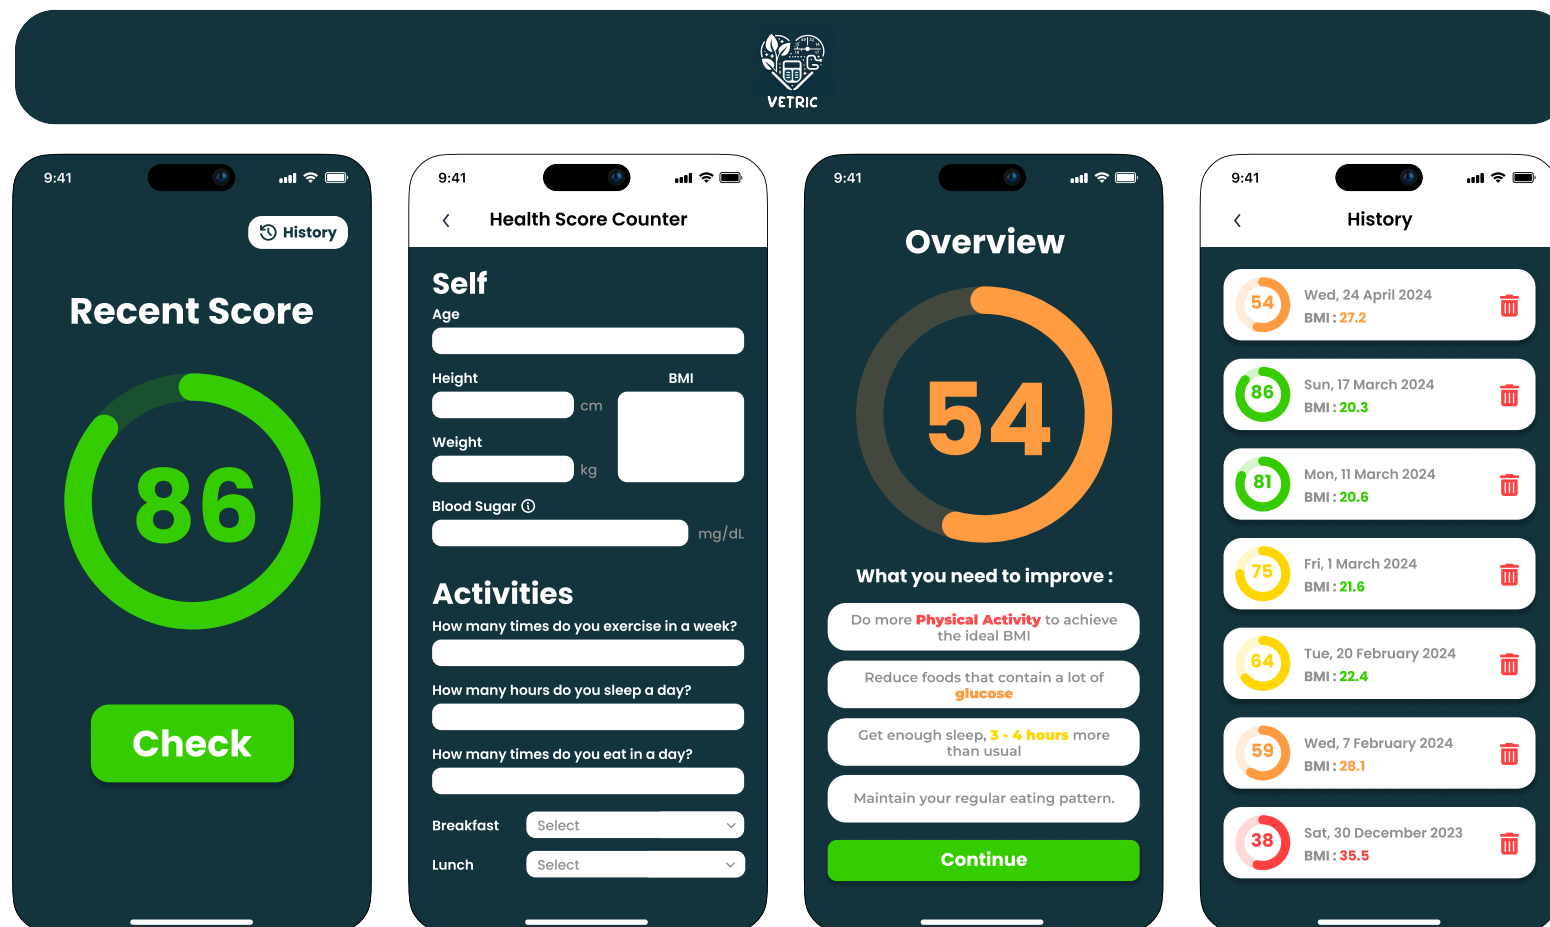 VETRIC
9:41
History
Recent Score
86
Check
9:41
Health Score Counter
Self
Age
Height
BMI
cm
Weight
kg
Blood Sugar
mg/dL
Activities
How many times do you exercise in a week?
How many hours do you sleep a day?
How many times do you eat in a day?
Breakfast Select
Lunch Select
9:41
Overview
54
What you need to improve :
Do more Physical Activity to achieve
the ideal BMI
Reduce foods that contain a lot of
glucose
Get enough sleep, 3 - 4 hours more
than usual
Maintain your regular eating pattern.
Continue
9:41
History
54
Wed, 24 April 2024
BMI : 27.2
86
Sun, 17 March 2024
BMI : 20.3
81
Mon, 11 March 2024
BMI : 20.6
75
Fri, 1 March 2024
BMI : 21.6
64
Tue, 20 February 2024
BMI : 22.4
59
Wed, 7 February 2024
BMI : 28.1
38
Sat, 30 December 2023
BMI : 35.5